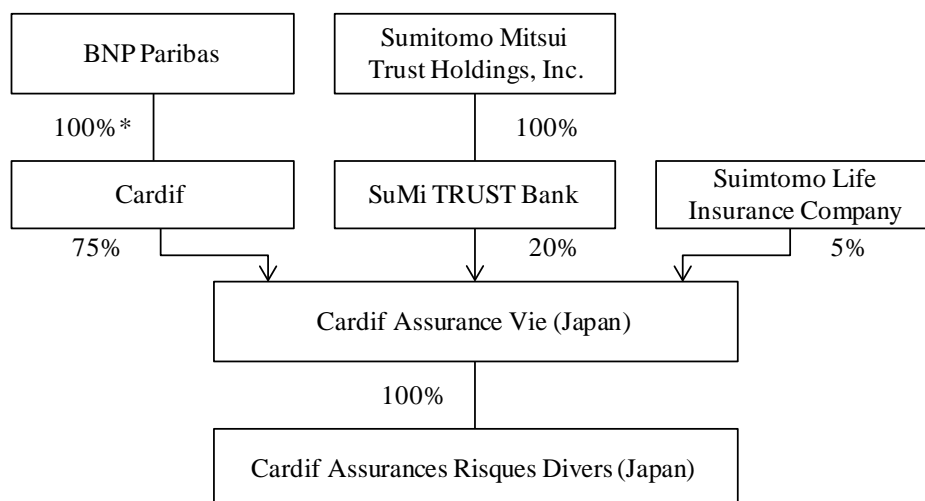 BNP Paribas
Sumitomo Mitsui
Trust Holdings, Inc.
100%*
100%
Cardif
SuMi TRUST Bank
Suimtomo Life
Insurance Company
75%
20%
5%
Cardif Assurance Vie (Japan)
100%
Cardif Assurances Risques Divers (Japan)